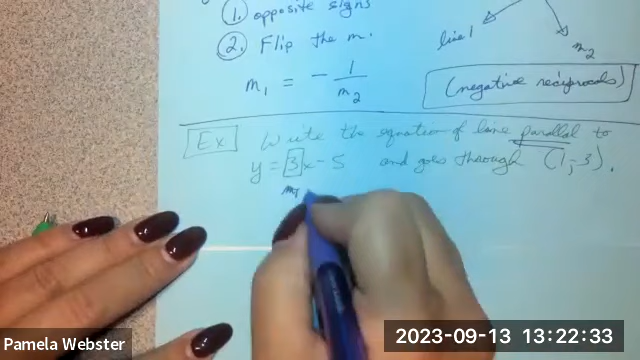 1. opposite signs
2. Flip the m.
line 1
m2
m1 = - 1/m2
(negative reciprocals)
Ex Write the equation of line parallel to
y = 3x - 5 and goes through (1, -3).
Pamela Webster
2023-09-13 13:22:33